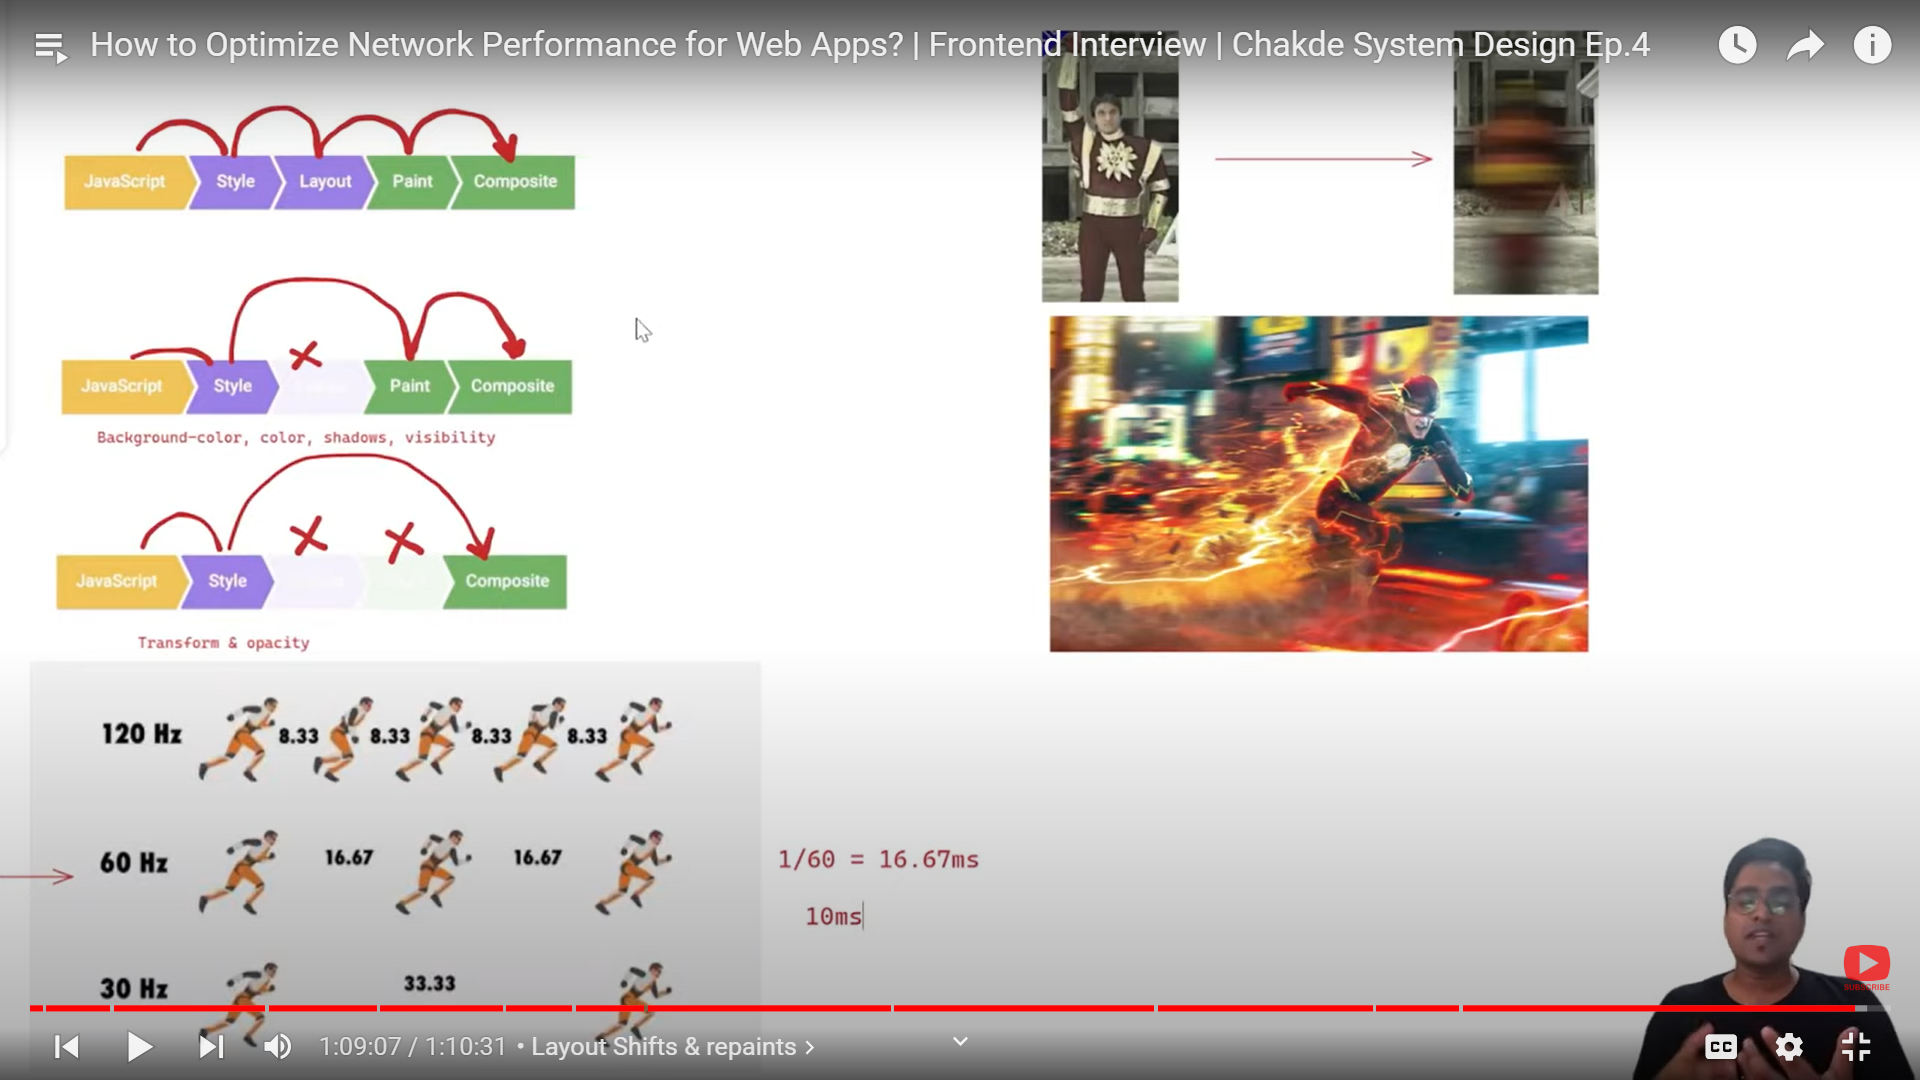 How to Optimize Network Performance for Web Apps? | Frontend Interview | Chakde System Design Ep.4
JavaScript Style Layout Paint Composite
JavaScript Style Paint Composite
Background-color, color, shadows, visibility
JavaScript Style Composite
Transform & opacity
120 Hz 8.33 8.33 8.33 8.33
60 Hz 16.67 16.67
1/60 = 16.67ms
10ms
30 Hz 33.33
SUBSCRIBE
1:09:07 / 1:10:31 • Layout Shifts & repaints >
CC